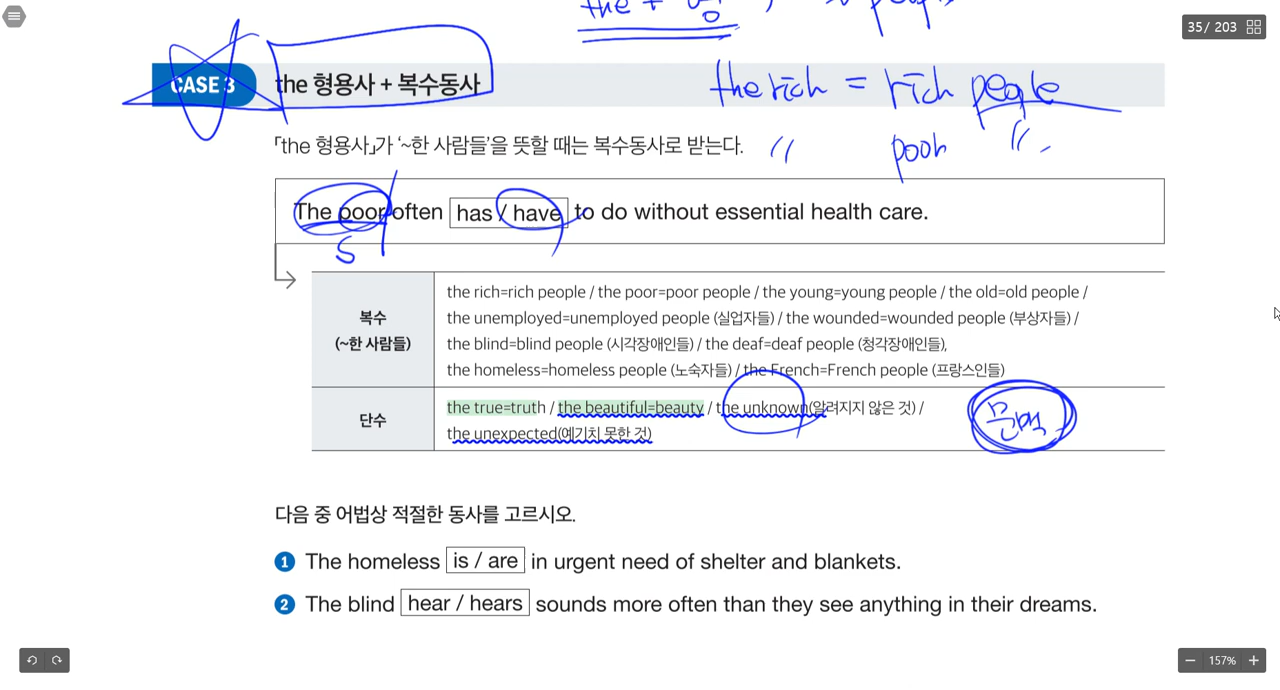 the +
35/ 203
CASE 3 the 형용사 + 복수동사
the rich = rich people
「the 형용사」가 '~한 사람들'을 뜻할 때는 복수동사로 받는다.
〃 poor 〃
The poor often has / have to do without essential health care.
S
복수
(~한 사람들)
the rich=rich people / the poor=poor people / the young=young people / the old=old people /
the unemployed=unemployed people (실업자들) / the wounded=wounded people (부상자들) /
the blind=blind people (시각장애인들) / the deaf=deaf people (청각장애인들),
the homeless=homeless people (노숙자들) / the French=French people (프랑스인들)
단수
the true=truth / the beautiful=beauty / the unknown(알려지지 않은 것) /
the unexpected(예기치 못한 것)
문맥
다음 중 어법상 적절한 동사를 고르시오.
1 The homeless is / are in urgent need of shelter and blankets.
2 The blind hear / hears sounds more often than they see anything in their dreams.
157%